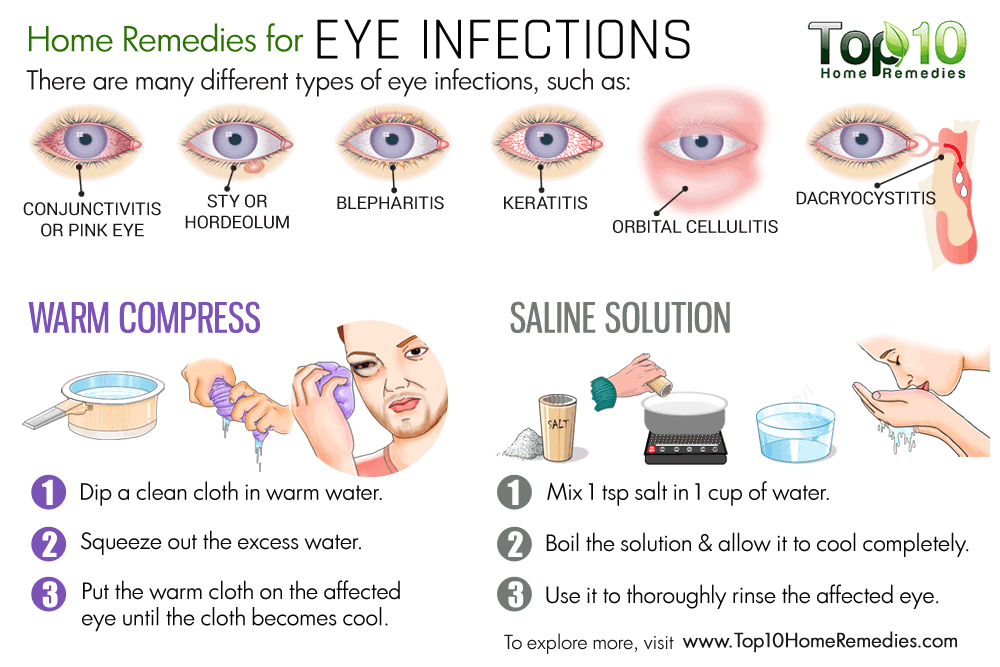 Home Remedies for EYE INFECTIONS
Top 10
Home Remedies
There are many different types of eye infections, such as:
CONJUNCTIVITIS
OR PINK EYE
STY OR
HORDEOLUM
BLEPHARITIS
KERATITIS
ORBITAL CELLULITIS
DACRYOCYSTITIS
WARM COMPRESS
1 Dip a clean cloth in warm water.
2 Squeeze out the excess water.
3 Put the warm cloth on the affected
eye until the cloth becomes cool.
SALINE SOLUTION
SALT
1 Mix 1 tsp salt in 1 cup of water.
2 Boil the solution & allow it to cool completely.
3 Use it to thoroughly rinse the affected eye.
To explore more, visit www.Top10HomeRemedies.com